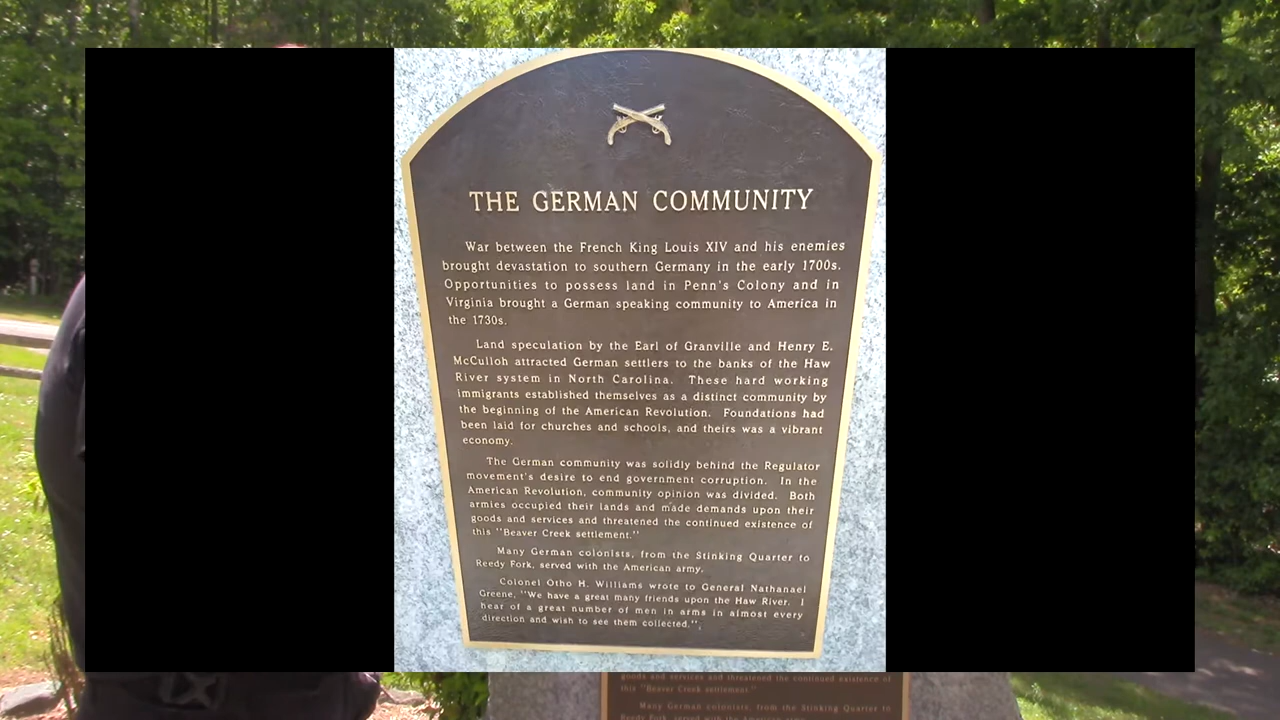 THE GERMAN COMMUNITY
War between the French King Louis XIV and his enemies
brought devastation to southern Germany in the early 1700s.
Opportunities to possess land in Penn's Colony and in
Virginia brought a German speaking community to America in
the 1730s.
Land speculation by the Earl of Granville and Henry E.
McCulloh attracted German settlers to the banks of the Haw
River system in North Carolina. These hard working
immigrants established themselves as a distinct community by
the beginning of the American Revolution. Foundations had
been laid for churches and schools, and theirs was a vibrant
economy.
The German community was solidly behind the Regulator
movement's desire to end government corruption. In the
American Revolution, community opinion was divided. Both
armies occupied their lands and made demands upon their
goods and services and threatened the continued existence of
this "Beaver Creek settlement."
Many German colonists, from the Stinking Quarter to
Reedy Fork, served with the American army.
Colonel Otho H. Williams wrote to General Nathanael
Greene, "We have a great many friends upon the Haw River. I
hear of a great number of men in arms in almost every
direction and wish to see them collected."
goods and services and threatened the continued existence of
this "Beaver Creek settlement."
Many German colonists, from the Stinking Quarter to
Reedy Fork, served with the American army.